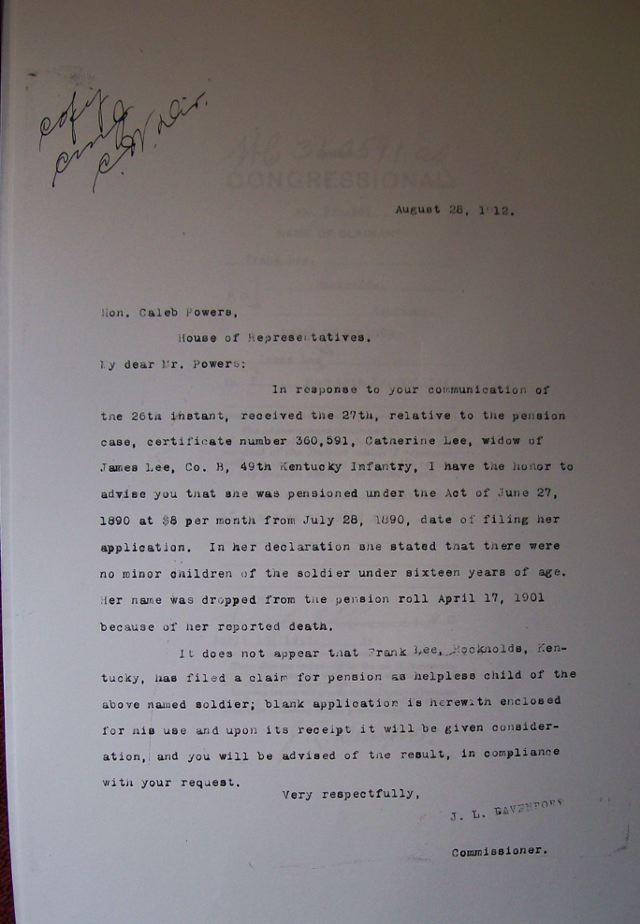 copy
C.W. Div.
CONGRESSIONAL
August 28, 1912.
Hon. Caleb Powers,
House of Representatives.
My dear Mr. Powers:
In response to your communication of
the 26th instant, received the 27th, relative to the pension
case, certificate number 360,591, Catherine Lee, widow of
James Lee, Co. B, 49th Kentucky Infantry, I have the honor to
advise you that she was pensioned under the Act of June 27,
1890 at $8 per month from July 28, 1890, date of filing her
application. In her declaration she stated that there were
no minor children of the soldier under sixteen years of age.
Her name was dropped from the pension roll April 17, 1901
because of her reported death.
It does not appear that Frank Lee, Rockholds, Ken-
tucky, has filed a claim for pension as helpless child of the
above named soldier; blank application is herewith enclosed
for his use and upon its receipt it will be given consider-
ation, and you will be advised of the result, in compliance
with your request.
Very respectfully,
J. L. DAVENPORT
Commissioner.